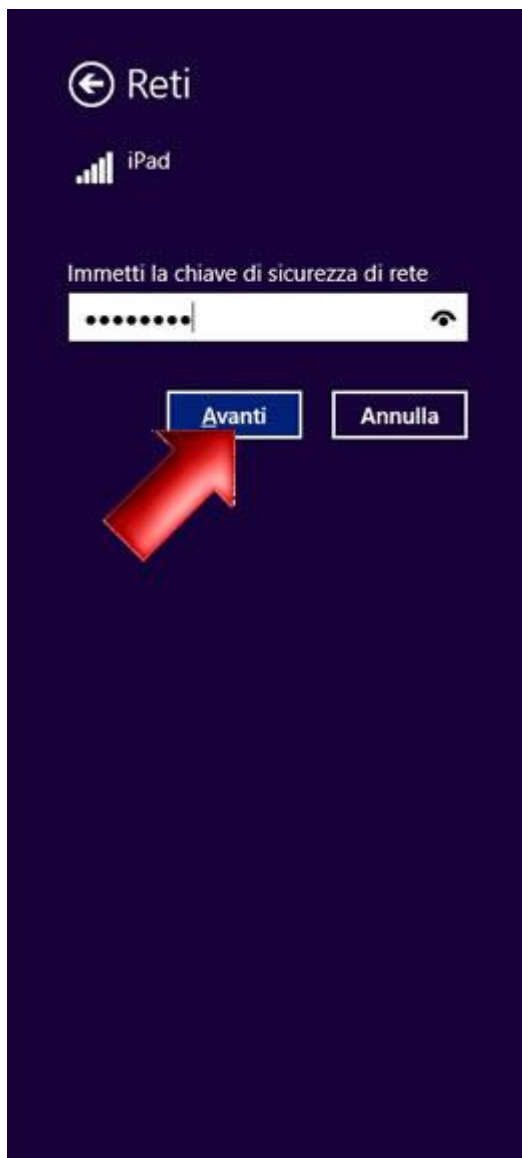 Reti
iPad
Immetti la chiave di sicurezza di rete
••••••••
Avanti
Annulla